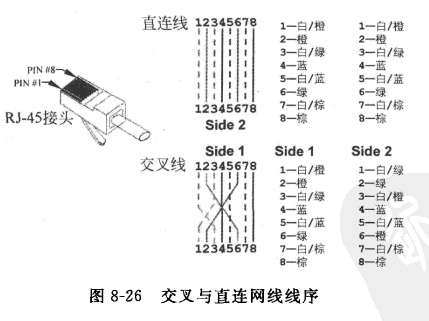 直连线
12345678
12345678
Side 2
1—白/橙
2—橙
3—白/绿
4—蓝
5—白/蓝
6—绿
7—白/棕
8—棕
1—白/橙
2—橙
3—白/绿
4—蓝
5—白/蓝
6—绿
7—白/棕
8—棕
PIN #8
PIN #1
RJ-45接头
交叉线
Side 1
12345678
12345678
Side 1
1—白/橙
2—橙
3—白/绿
4—蓝
5—白/蓝
6—绿
7—白/棕
8—棕
Side 2
1—白/绿
2—绿
3—白/橙
4—蓝
5—白/蓝
6—橙
7—白/棕
8—棕
图 8-26 交叉与直连网线线序